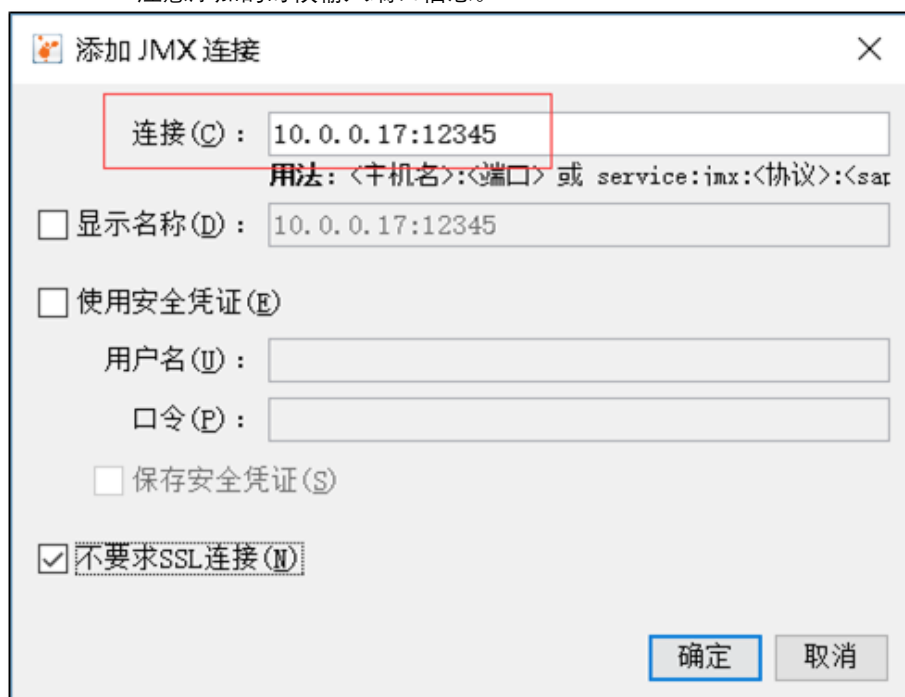 添加 JMX 连接
连接(C)： 10.0.0.17:12345
用法：<主机名>:<端口> 或 service:jmx:<协议>:<sap
显示名称(D)： 10.0.0.17:12345
使用安全凭证(E)
用户名(U)：
口令(P)：
保存安全凭证(S)
不要求SSL连接(N)
确定 取消